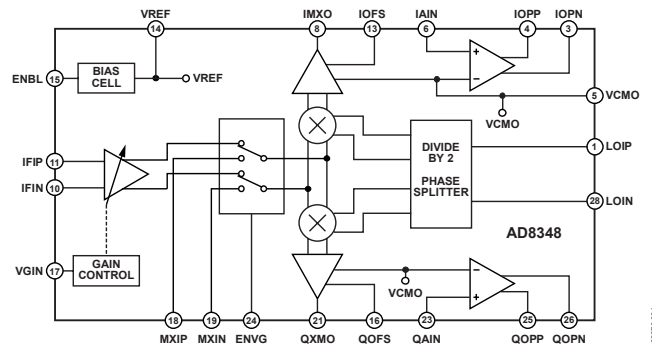 VREF
IMXO
IOFS
IAIN
IOPP
IOPN
14
8
13
6
4
3
ENBL
15
BIAS
CELL
VREF
+
–
VCMO
5
VCMO
IFIP
11
IFIN
10
DIVIDE
BY 2
PHASE
SPLITTER
1
LOIP
28
LOIN
AD8348
VGIN
17
GAIN
CONTROL
VCMO
–
+
18
19
24
21
16
23
25
26
MXIP
MXIN
ENVG
QXMO
QOFS
QAIN
QOPP
QOPN